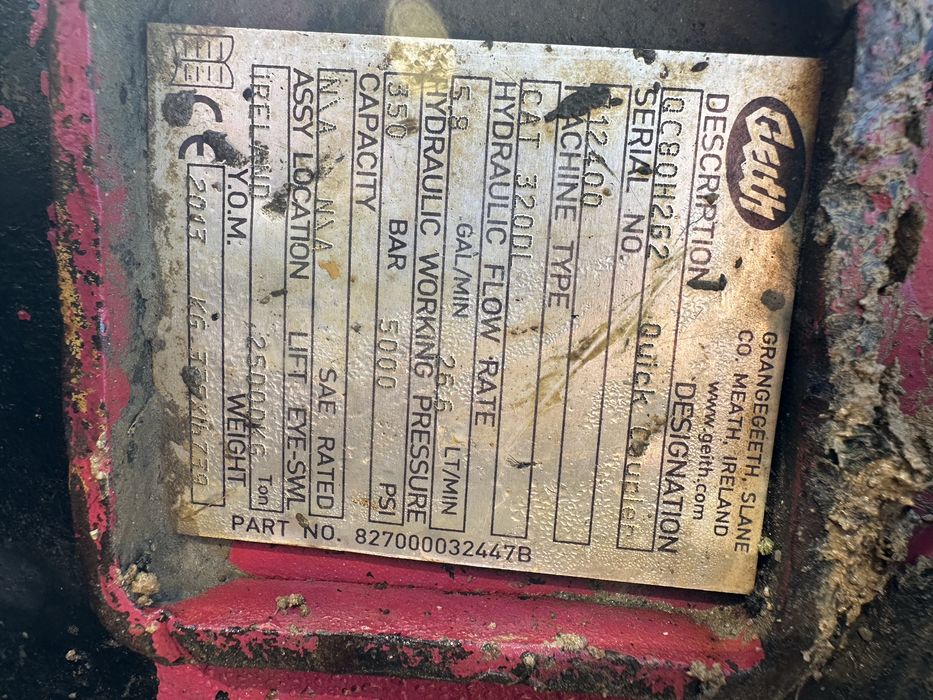 Geith
GRANGEGEETH, SLANE
CO. MEATH, IRELAND
www.geith.com
DESCRIPTION DESIGNATION
QC80H2G2 Quick Coupler
SERIAL NO.
12400
MACHINE TYPE
CAT 320DL
HYDRAULIC FLOW RATE
5.8 GAL/MIN 26.6 LT/MIN
HYDRAULIC WORKING PRESSURE
350 BAR 5000 PSI
CAPACITY
N\A N\A SAE RATED
ASSY LOCATION LIFT EYE-SWL
IRELAND 2500.0KG Ton
Y.O.M. WEIGHT
CE 2013 KG
PART NO. 827000032447B